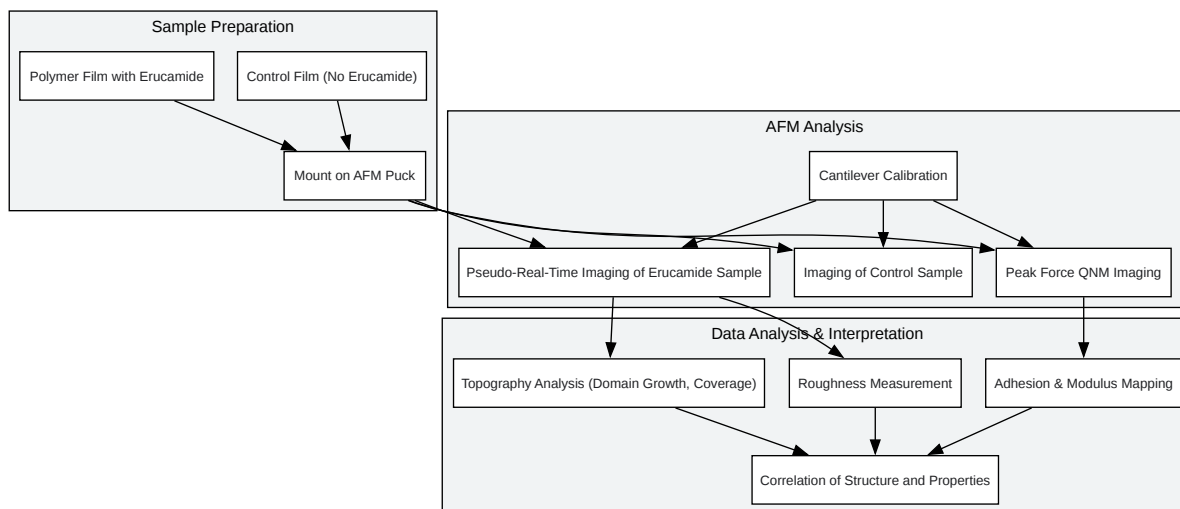 Sample Preparation
Polymer Film with Erucamide
Control Film (No Erucamide)
Mount on AFM Puck
AFM Analysis
Cantilever Calibration
Pseudo-Real-Time Imaging of Erucamide Sample
Imaging of Control Sample
Peak Force QNM Imaging
Data Analysis & Interpretation
Topography Analysis (Domain Growth, Coverage)
Roughness Measurement
Adhesion & Modulus Mapping
Correlation of Structure and Properties